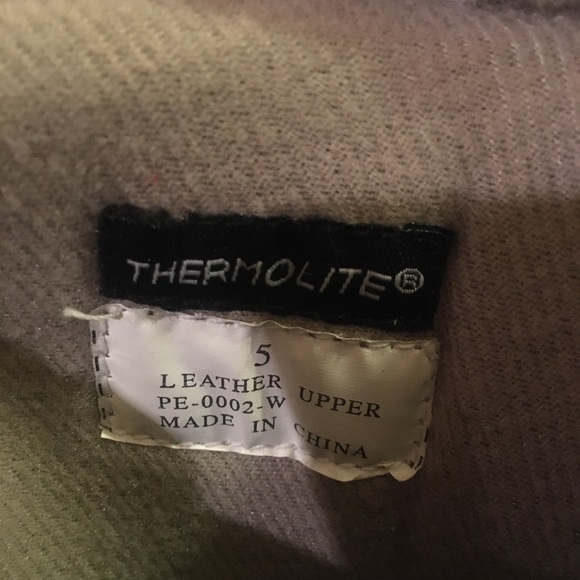 THERMOLITE®
5
LEATHER UPPER
PE-0002-W
MADE IN CHINA